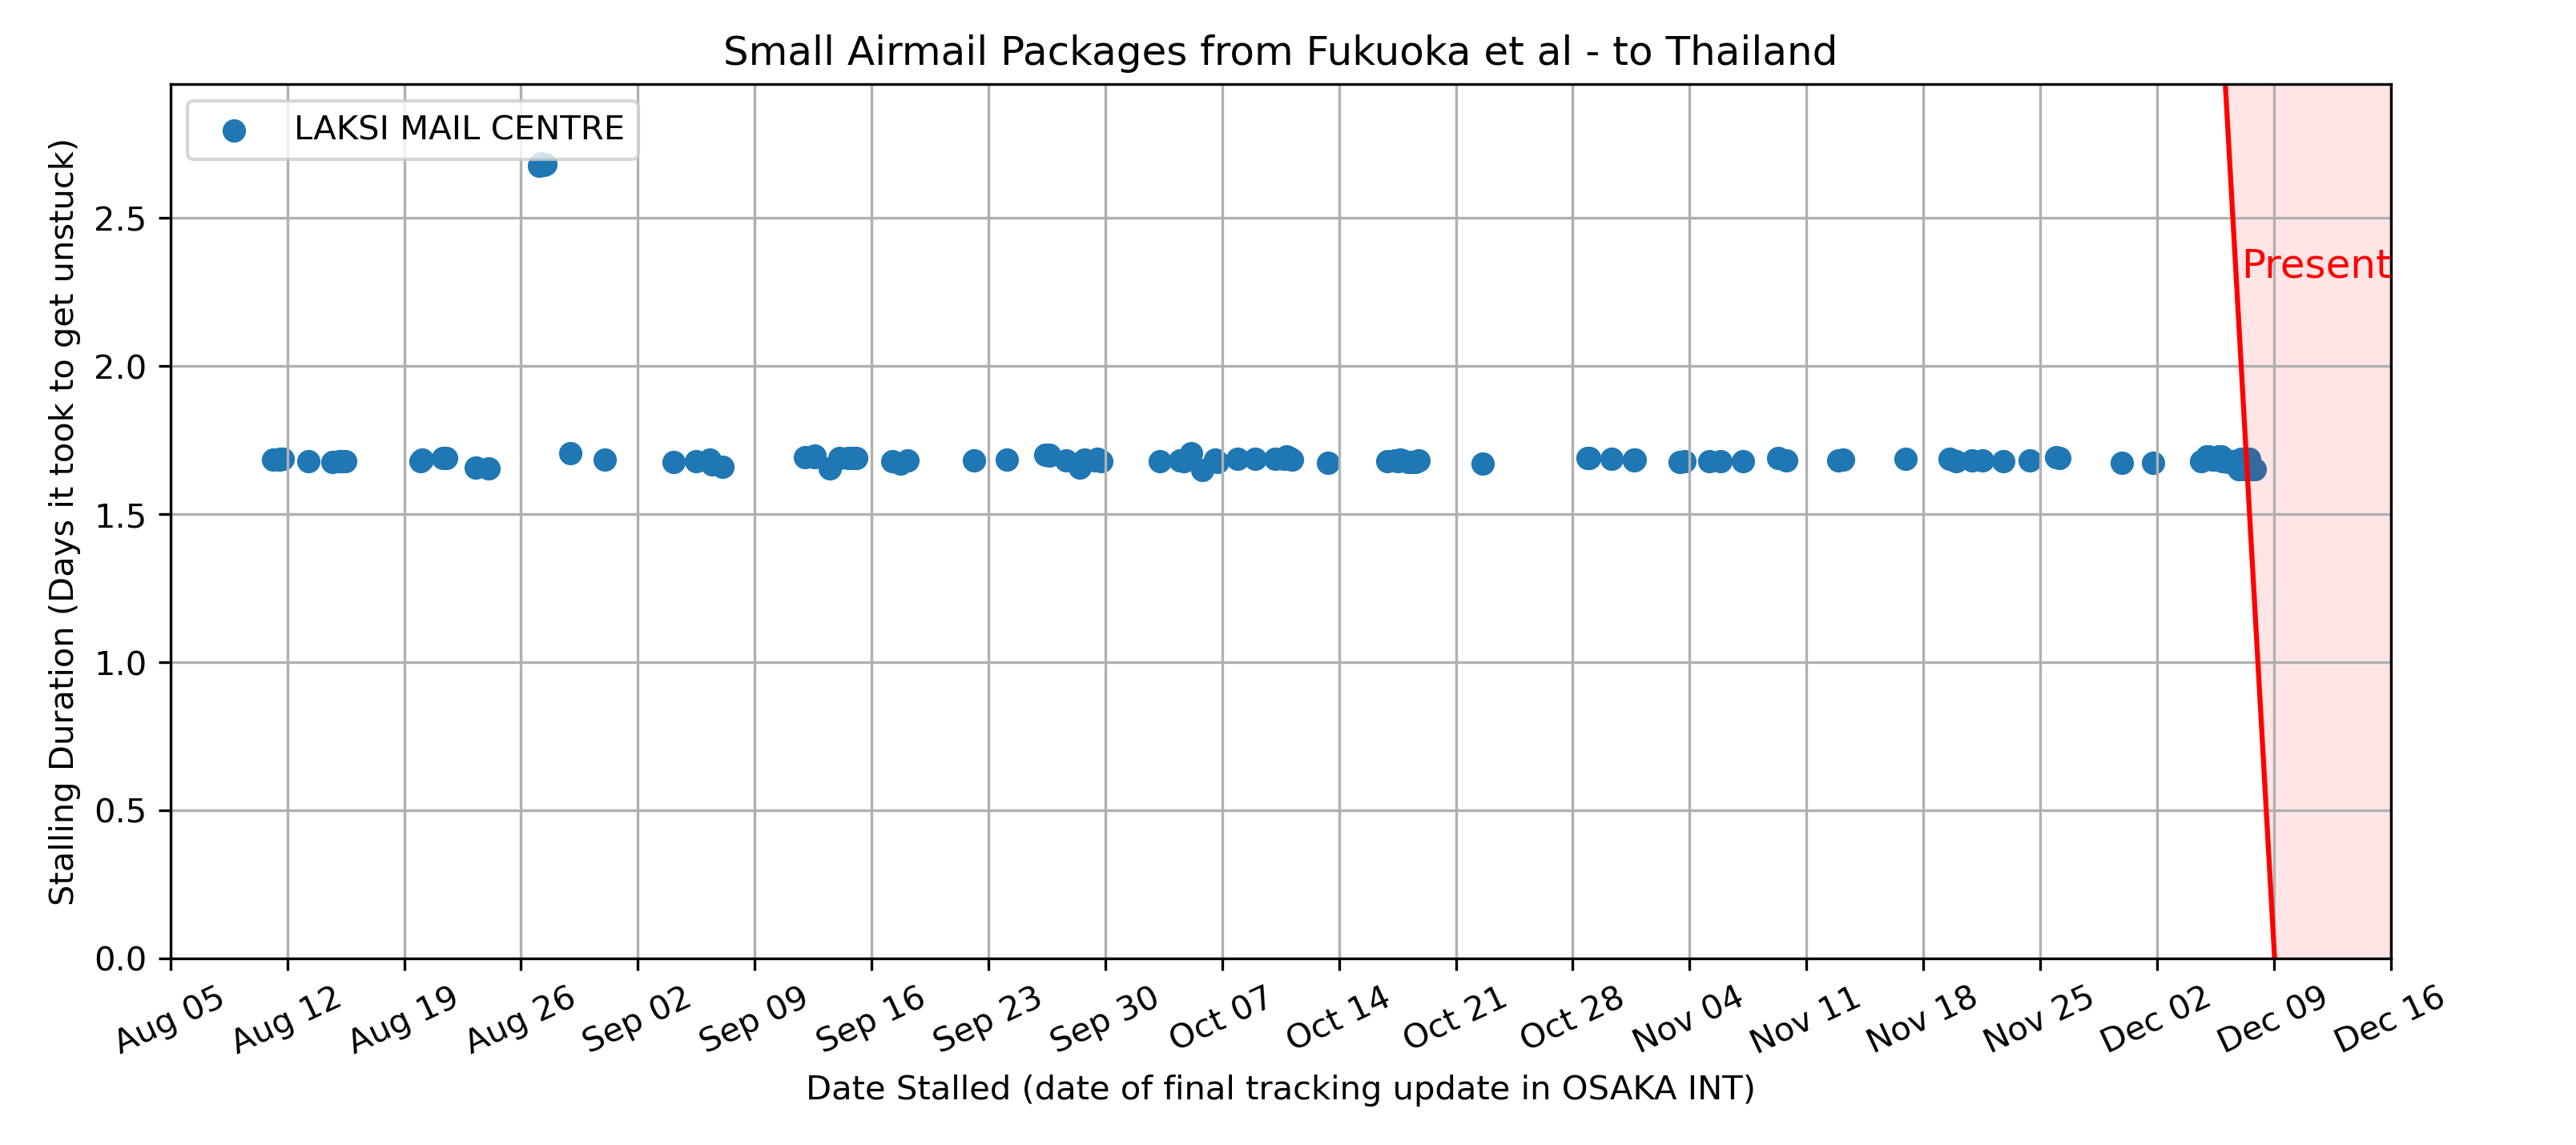 Small Airmail Packages from Fukuoka et al - to Thailand
LAKSI MAIL CENTRE
Present
Stalling Duration (Days it took to get unstuck)
2.5
2.0
1.5
1.0
0.5
0.0
Aug 05 Aug 12 Aug 19 Aug 26 Sep 02 Sep 09 Sep 16 Sep 23 Sep 30 Oct 07 Oct 14 Oct 21 Oct 28 Nov 04 Nov 11 Nov 18 Nov 25 Dec 02 Dec 09 Dec 16
Date Stalled (date of final tracking update in OSAKA INT)